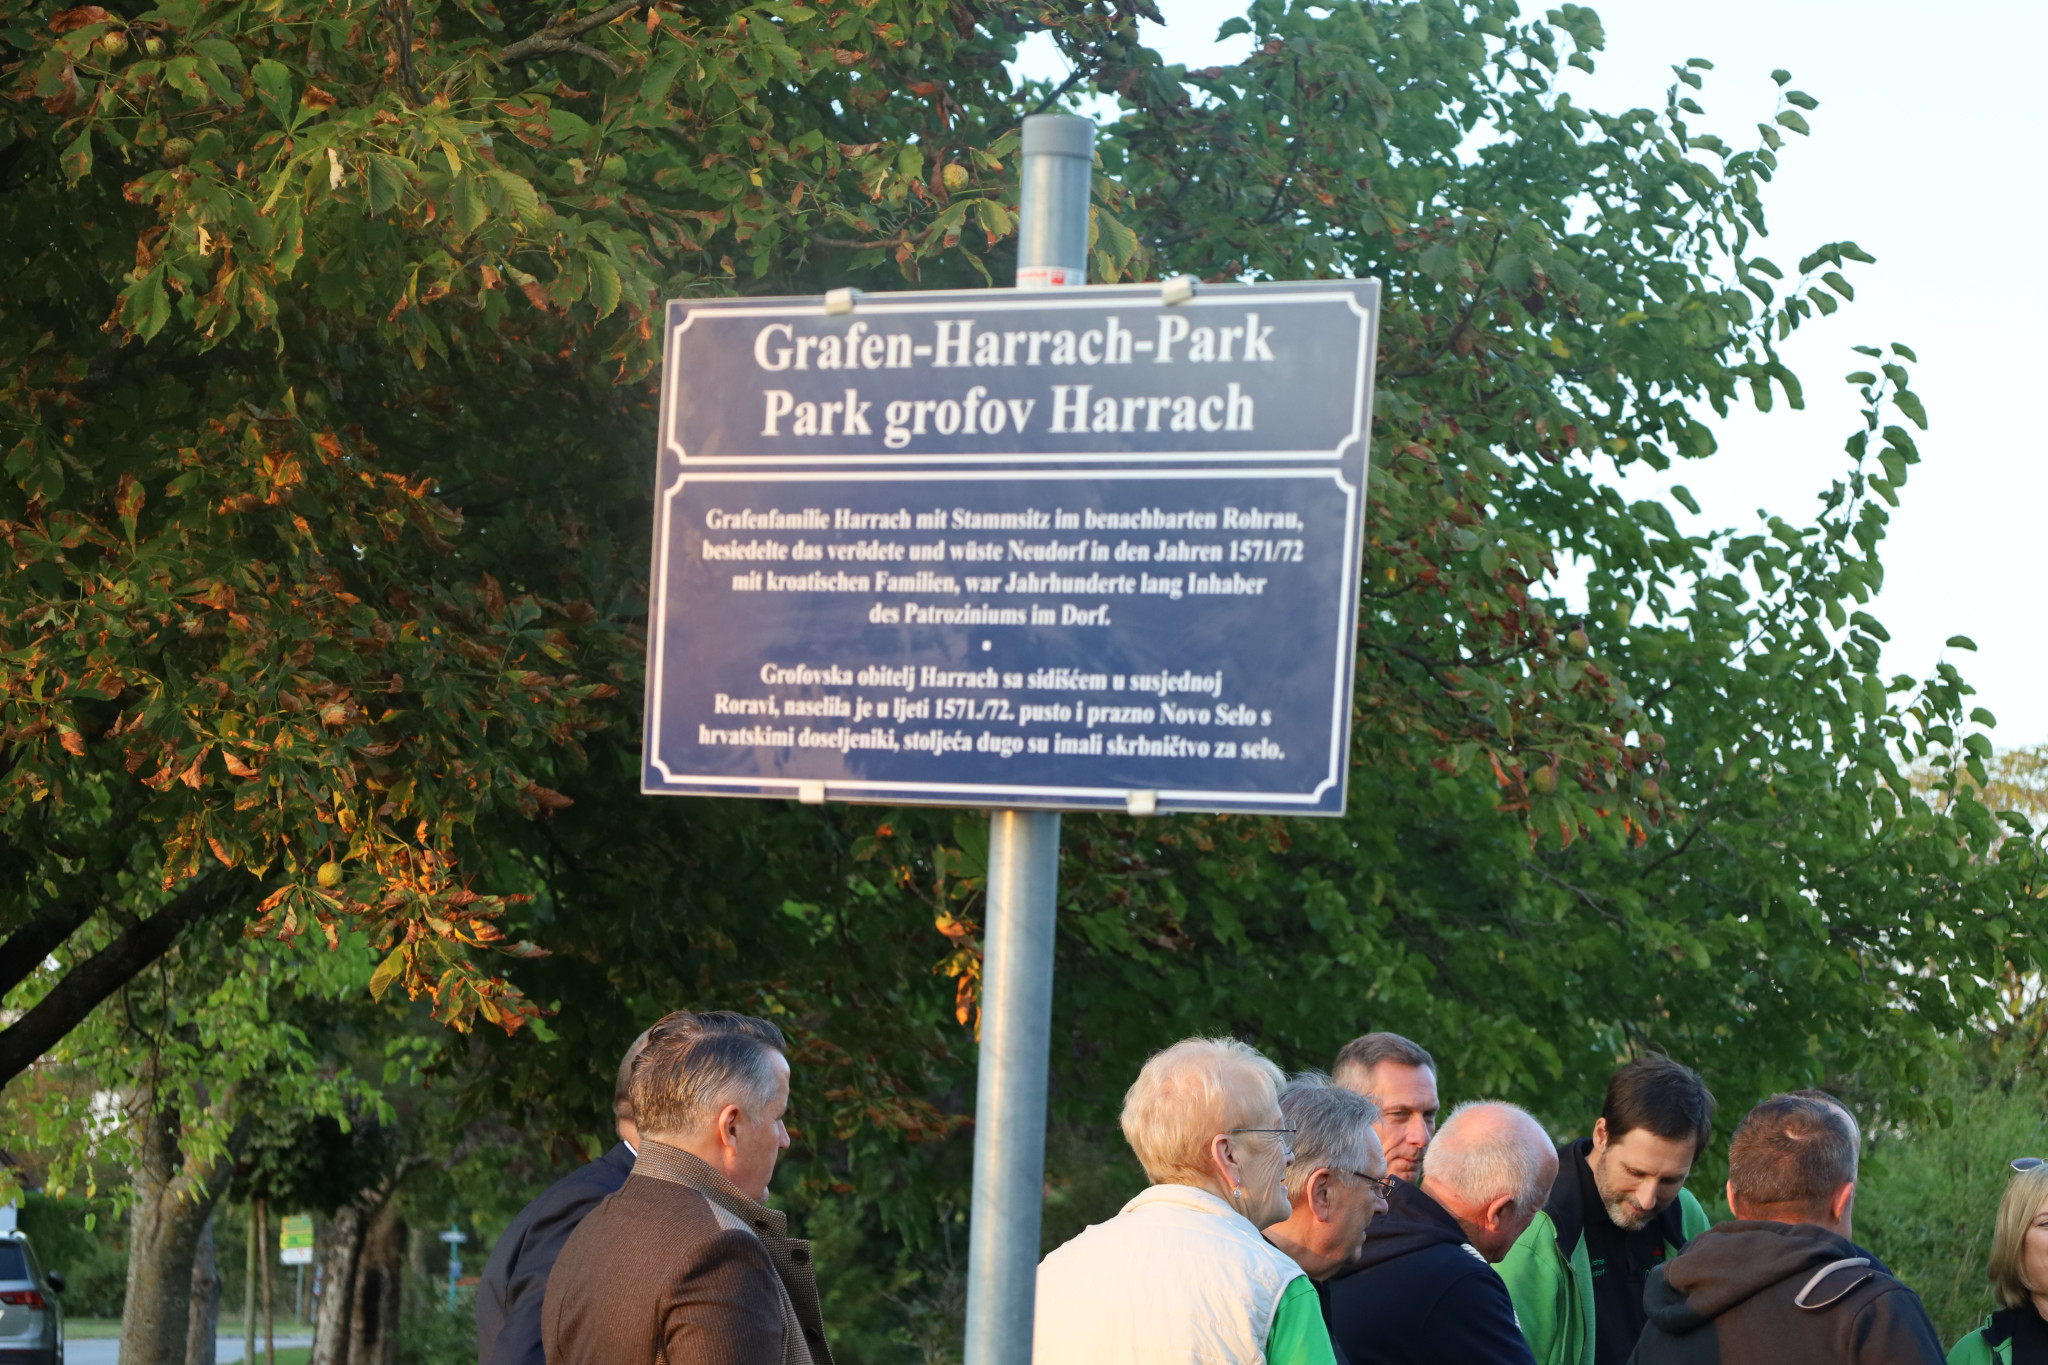 Grafen-Harrach-Park
Park grofov Harrach
Grafenfamilie Harrach mit Stammsitz im benachbarten Rohrau,
besiedelte das verödete und wüste Neudorf in den Jahren 1571/72
mit kroatischen Familien, war Jahrhunderte lang Inhaber
des Patroziniums im Dorf.
Grofovska obitelj Harrach sa sidišćem u susjednoj
Roravi, naselila je u ljeti 1571./72. pusto i prazno Novo Selo s
hrvatskimi doseljeniki, stoljeća dugo su imali skrbničtvo za selo.